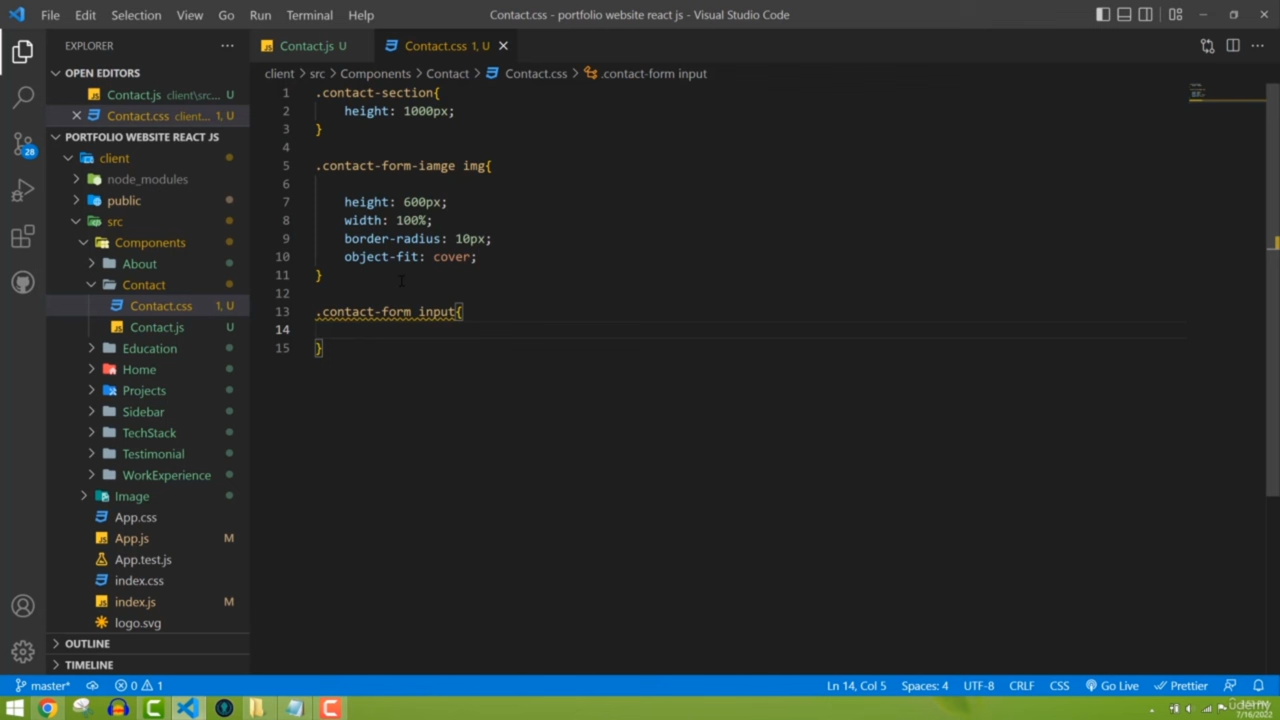 File Edit Selection View Go Run Terminal Help Contact.css - portfolio website react js - Visual Studio Code
EXPLORER
Contact.js U
Contact.css 1, U
OPEN EDITORS
Contact.js client\src... U
Contact.css client... 1, U
PORTFOLIO WEBSITE REACT JS
client
node_modules
public
src
Components
About
Contact
Contact.css 1, U
Contact.js U
Education
Home
Projects
Sidebar
TechStack
Testimonial
WorkExperience
Image
App.css
App.js M
App.test.js
index.css
index.js M
logo.svg
OUTLINE
TIMELINE
client > src > Components > Contact > Contact.css > .contact-form input
1 .contact-section{
2 height: 1000px;
3 }
4
5 .contact-form-iamge img{
6
7 height: 600px;
8 width: 100%;
9 border-radius: 10px;
10 object-fit: cover;
11 }
12
13 .contact-form input{
14
15 }
28
master* 0 1 Ln 14, Col 5 Spaces: 4 UTF-8 CRLF CSS Go Live Prettier
udemy
7/16/2022